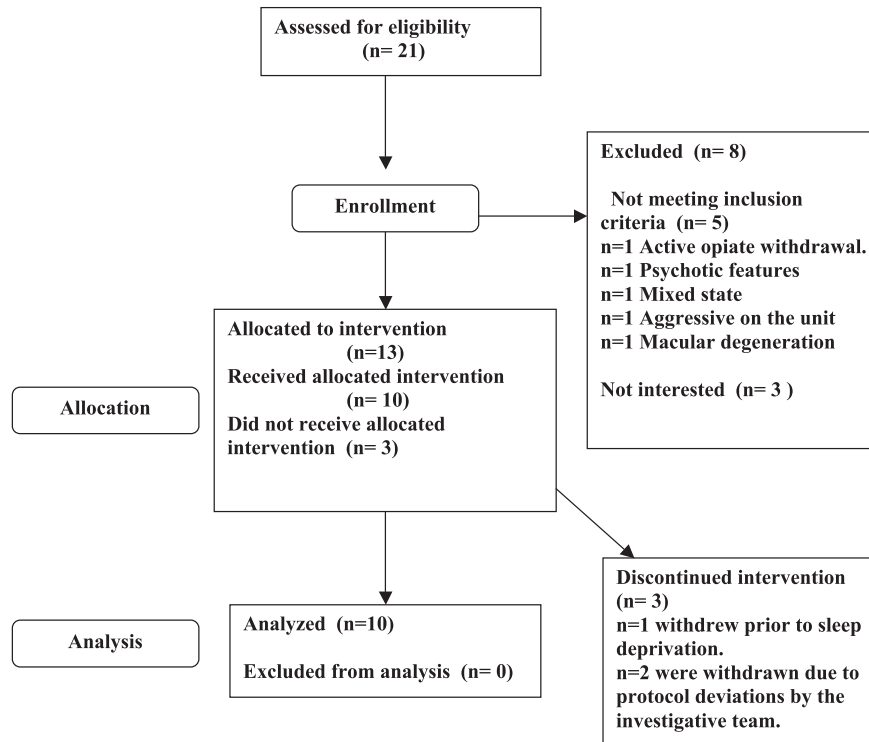 Assessed for eligibility
(n= 21)
Enrollment
Excluded (n= 8)
Not meeting inclusion
criteria (n= 5)
n=1 Active opiate withdrawal.
n=1 Psychotic features
n=1 Mixed state
n=1 Aggressive on the unit
n=1 Macular degeneration
Not interested (n= 3 )
Allocation
Allocated to intervention
(n=13)
Received allocated intervention
(n= 10)
Did not receive allocated
intervention (n= 3)
Discontinued intervention
(n= 3)
n=1 withdrew prior to sleep
deprivation.
n=2 were withdrawn due to
protocol deviations by the
investigative team.
Analysis
Analyzed (n=10)
Excluded from analysis (n= 0)